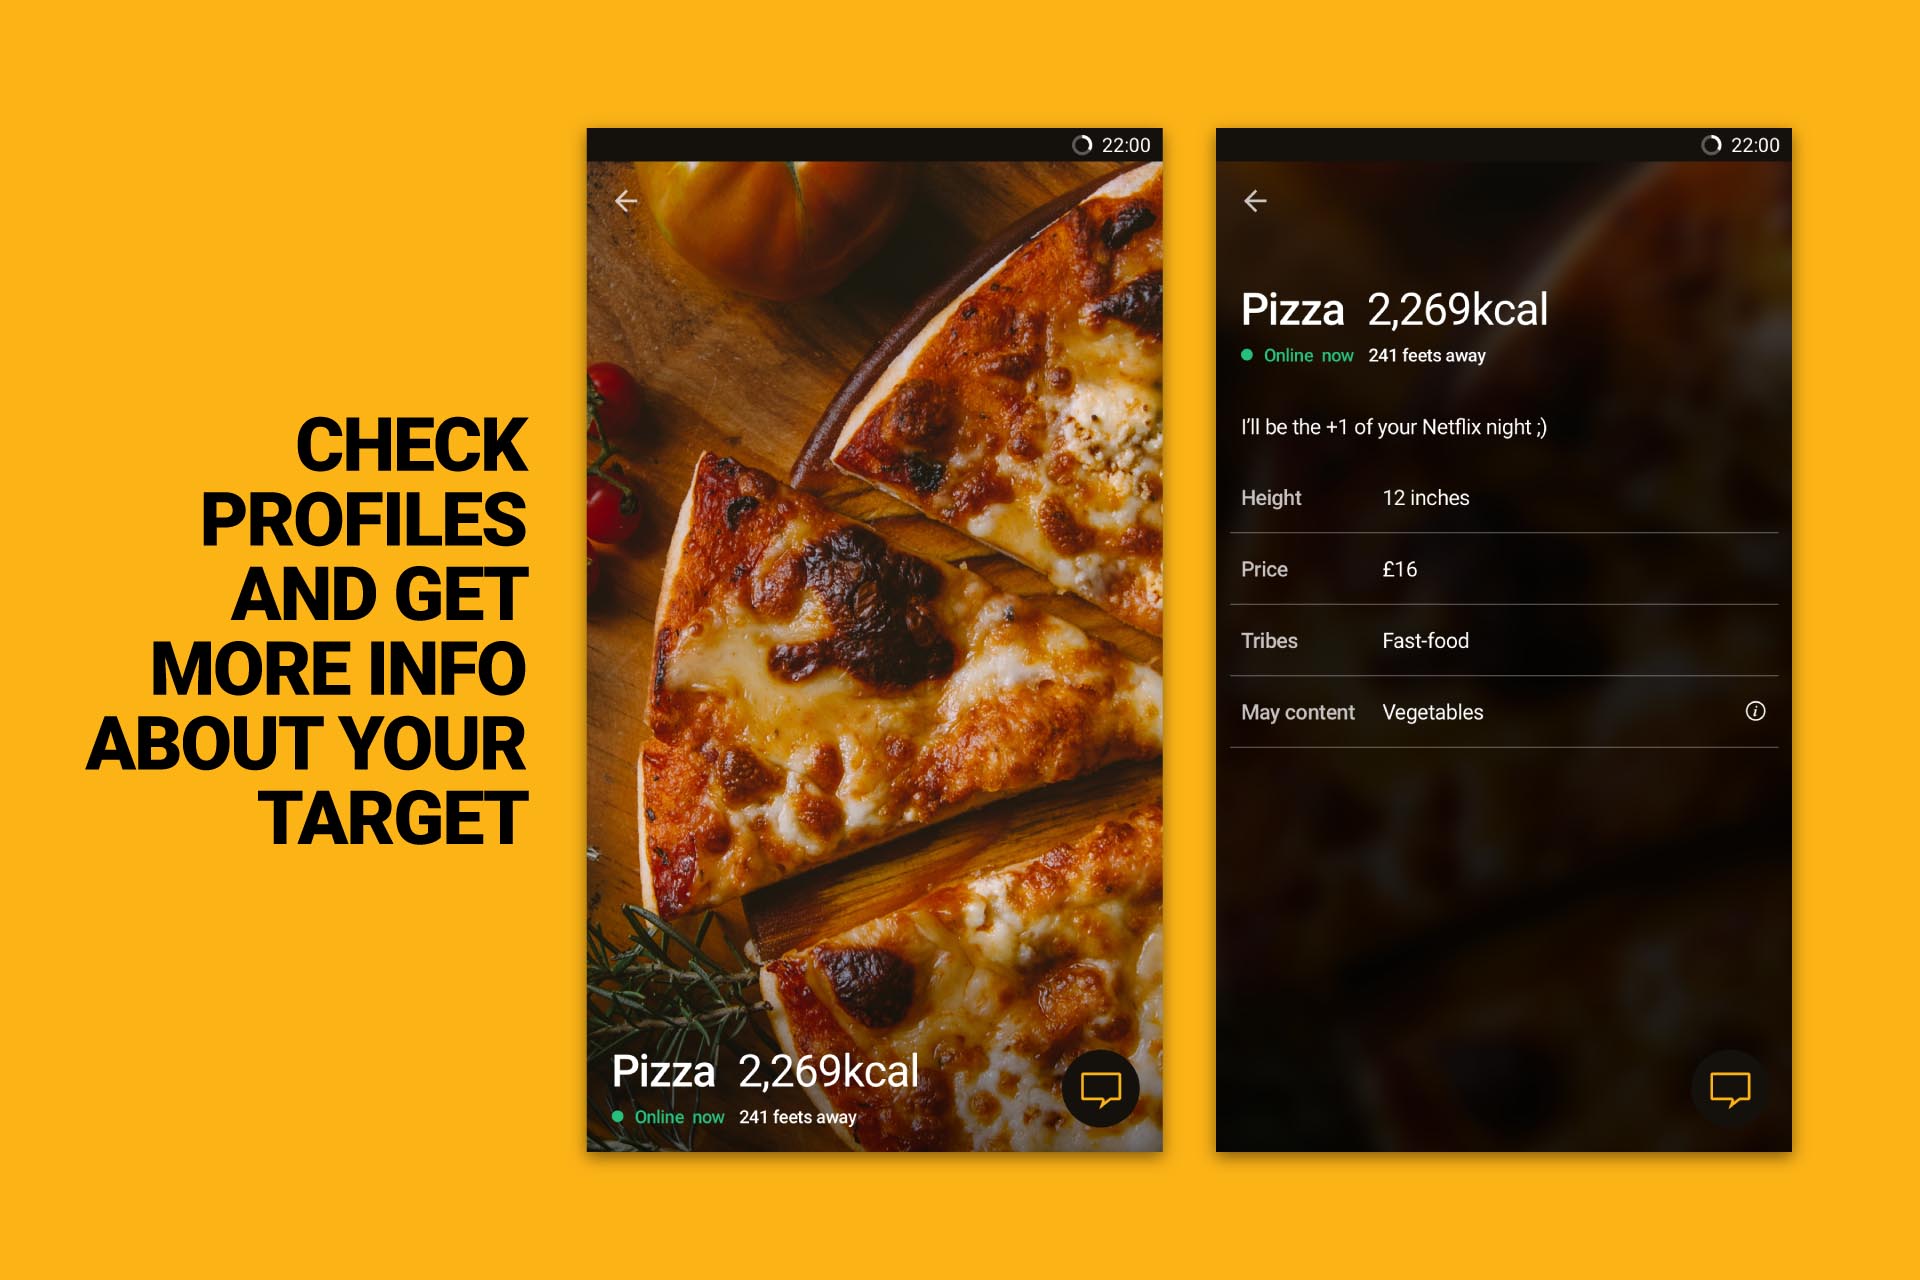 CHECK
PROFILES
AND GET
MORE INFO
ABOUT YOUR
TARGET
22:00
Pizza 2,269kcal
Online now 241 feets away
22:00
Pizza 2,269kcal
Online now 241 feets away
I'll be the +1 of your Netflix night ;)
Height 12 inches
Price £16
Tribes Fast-food
May content Vegetables